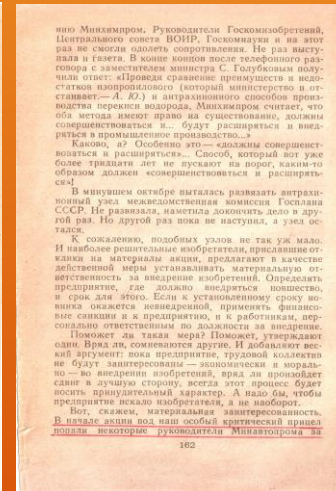 нию Минхимпром. Руководители Госкомизобретений,
Центрального совета ВОИР, Госкомнауки и на этот
раз не смогли одолеть сопротивления. Не раз высту-
пала и газета. В конце концов после телефонного раз-
говора с заместителем министра С. Голубковым полу-
чили ответ: «Проведя сравнение преимуществ и недо-
статков изопропилового (который министерство и от-
стаивает.— А. Ю.) и антрахинонного способов произ-
водства перекиси водорода, Минхимпром считает, что
оба метода имеют право на существование, должны
совершенствоваться и... будут расширяться и внед-
ряться в промышленное производство...»
Каково, а? Особенно это — «должны совершенст-
воваться и расширяться»... Способ, который вот уже
более тридцати лет не пускают на порог, каким-то
образом должен «совершенствоваться и расширять-
ся»!
В минувшем октябре пыталась развязать антрахи-
нонный узел межведомственная комиссия Госплана
СССР. Не развязала, наметила докончить дело в дру-
гой раз. Но другой раз пока не наступил, а узел ос-
тался.
К сожалению, подобных узлов не так уж мало.
И наиболее решительные изобретатели, приславшие от-
клики на материалы акции, предлагают в качестве
действенной меры устанавливать материальную от-
ветственность за внедрение изобретений. Определять
предприятие, где должно внедряться новшество,
и срок для этого. Если к установленному сроку но-
винка окажется невнедренной, применять финансо-
вые санкции и к предприятию, и к работникам, пер-
сонально ответственным по должности за внедрение.
Поможет ли такая мера? Поможет, утверждают
одни. Вряд ли, сомневаются другие. И добавляют вес-
кий аргумент: пока предприятие, трудовой коллектив
не будут заинтересованы — экономически и мораль-
но — во внедрении изобретений, вряд ли произойдет
сдвиг в лучшую сторону, всегда этот процесс будет
носить принудительный характер. А надо бы, чтобы
предприятие искало изобретателя, а не наоборот.
Вот, скажем, материальная заинтересованность.
В начале акции под наш особый критический прицел
попали некоторые руководители Минавтопрома за
162